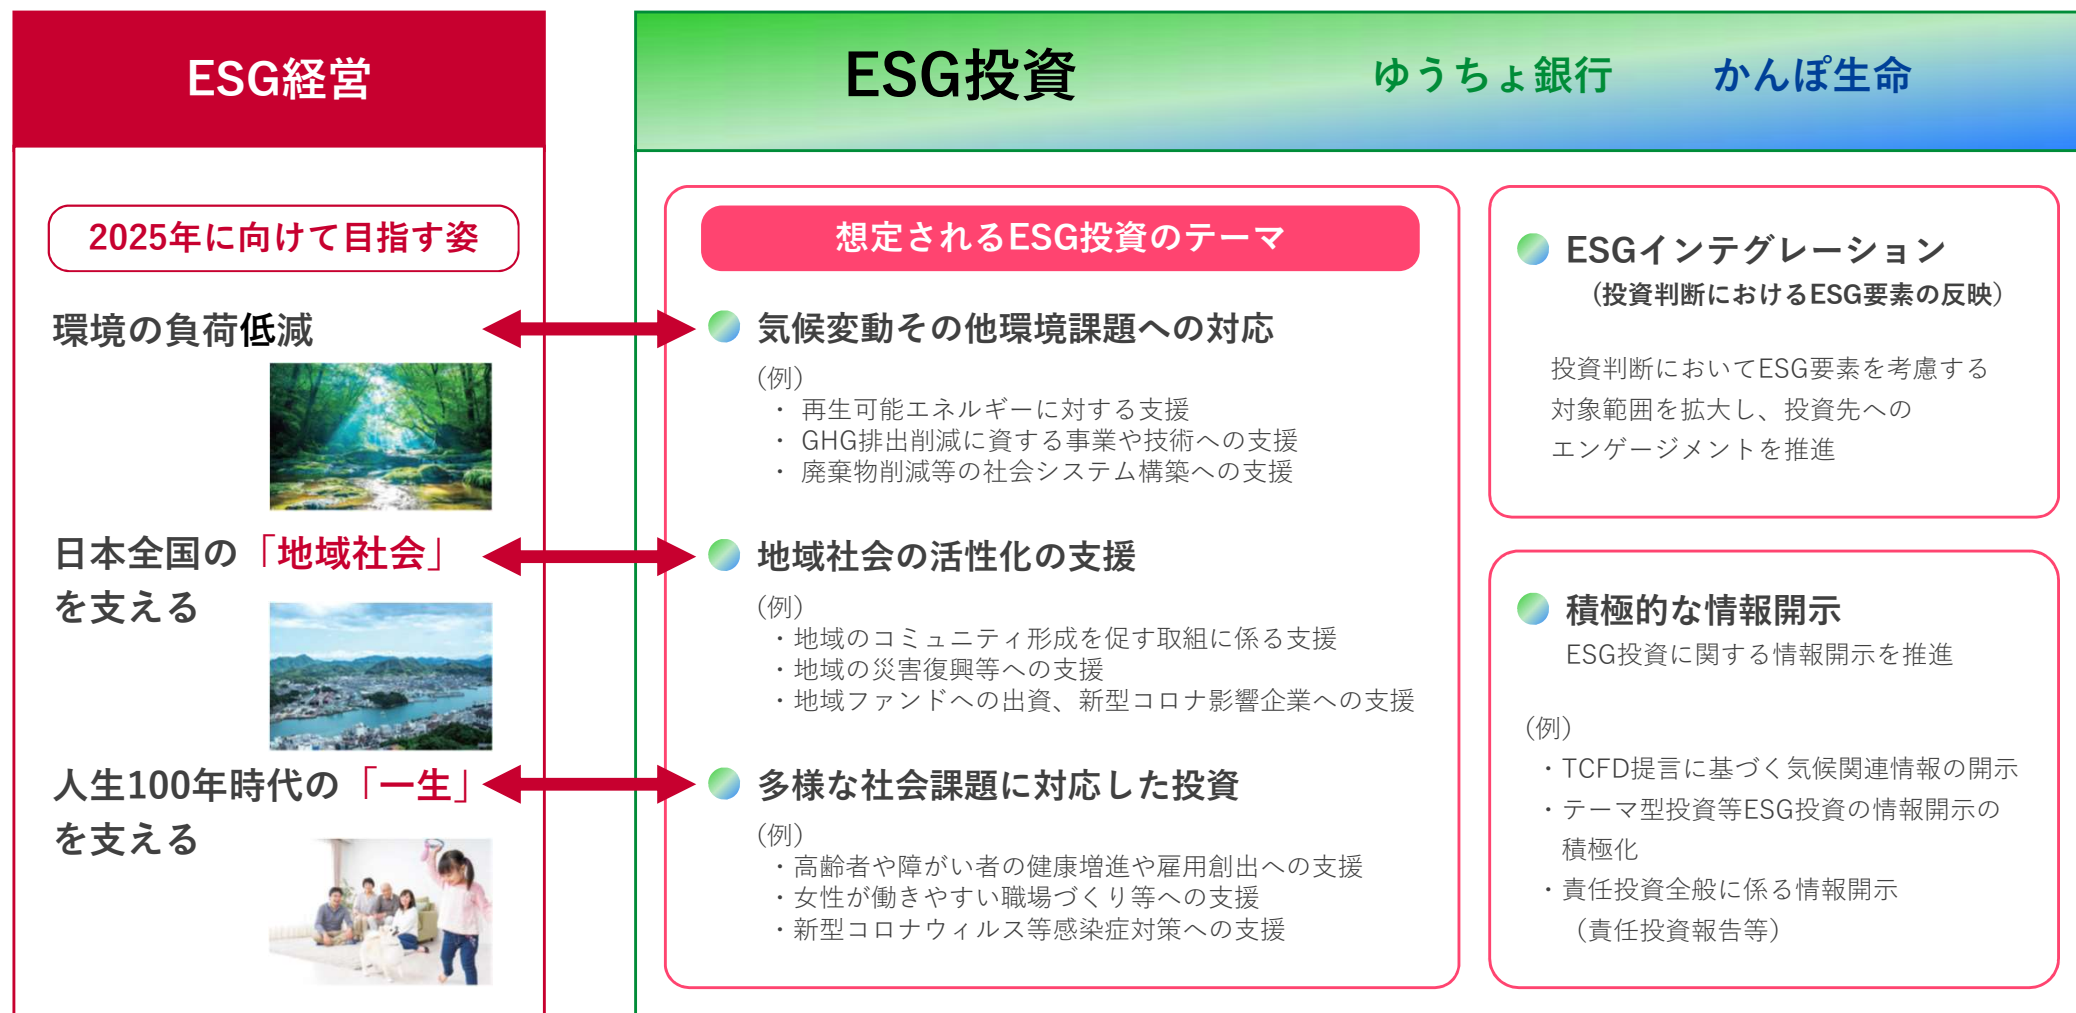 ESG経営
2025年に向けて目指す姿
環境の負荷低減
日本全国の「地域社会」
を支える
人生100年時代の「一生」
を支える
ESG投資
ゆうちょ銀行
かんぽ生命
想定されるESG投資のテーマ
気候変動その他環境課題への対応
(例)
・ 再生可能エネルギーに対する支援
・ GHG排出削減に資する事業や技術への支援
・ 廃棄物削減等の社会システム構築への支援
地域社会の活性化の支援
(例)
・地域のコミュニティ形成を促す取組に係る支援
・地域の災害復興等への支援
・地域ファンドへの出資、新型コロナ影響企業への支援
多様な社会課題に対応した投資
(例)
・高齢者や障がい者の健康増進や雇用創出への支援
・女性が働きやすい職場づくり等への支援
・新型コロナウィルス等感染症対策への支援
ESGインテグレーション
(投資判断におけるESG要素の反映)
投資判断においてESG要素を考慮する
対象範囲を拡大し、投資先への
エンゲージメントを推進
積極的な情報開示
ESG投資に関する情報開示を推進
(例)
・TCFD提言に基づく気候関連情報の開示
・テーマ型投資等ESG投資の情報開示の
積極化
・責任投資全般に係る情報開示
（責任投資報告等）